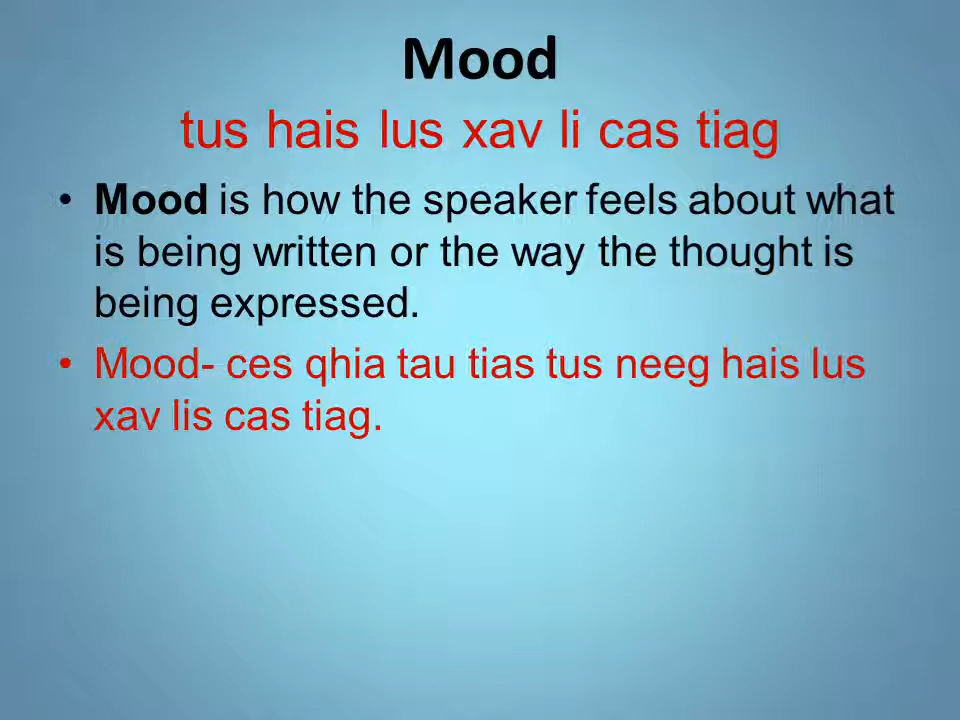 Mood
tus hais lus xav li cas tiag
• Mood is how the speaker feels about what
is being written or the way the thought is
being expressed.
• Mood- ces qhia tau tias tus neeg hais lus
xav lis cas tiag.